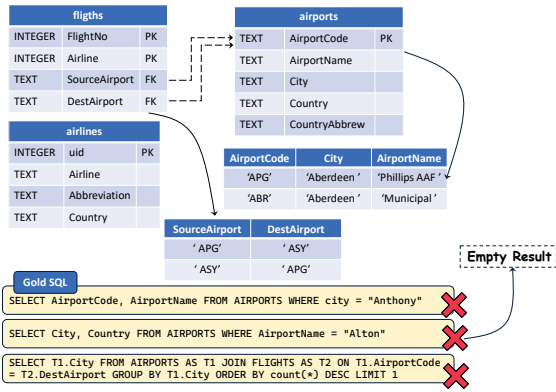 fligths
INTEGER FlightNo PK
INTEGER Airline PK
TEXT SourceAirport FK
TEXT DestAirport FK
airports
TEXT AirportCode PK
TEXT AirportName
TEXT City
TEXT Country
TEXT CountryAbbrew
airlines
INTEGER uid PK
TEXT Airline
TEXT Abbreviation
TEXT Country
AirportCode City AirportName
'APG' 'Aberdeen ' 'Phillips AAF '
'ABR' 'Aberdeen ' 'Municipal '
SourceAirport DestAirport
' APG' ' ASY'
' ASY' ' APG'
Empty Result
Gold SQL
SELECT AirportCode, AirportName FROM AIRPORTS WHERE city = "Anthony"
SELECT City, Country FROM AIRPORTS WHERE AirportName = "Alton"
SELECT T1.City FROM AIRPORTS AS T1 JOIN FLIGHTS AS T2 ON T1.AirportCode
= T2.DestAirport GROUP BY T1.City ORDER BY count(*) DESC LIMIT 1